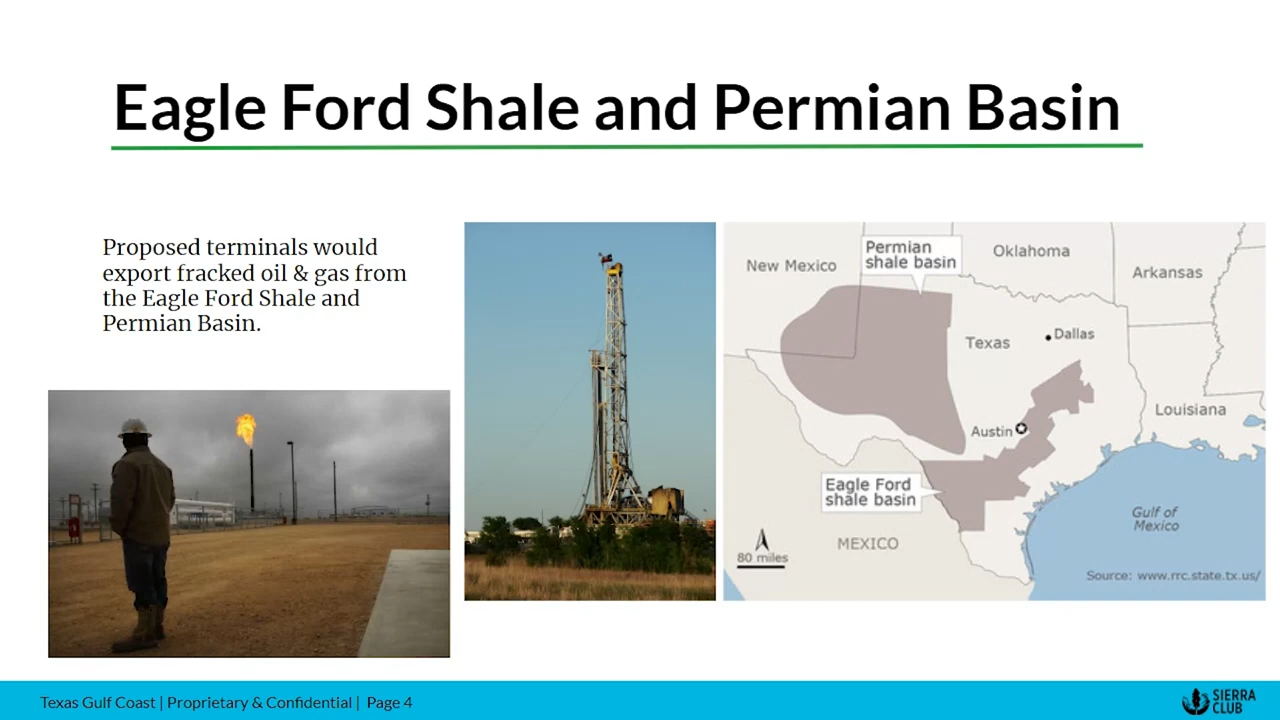 Eagle Ford Shale and Permian Basin
Proposed terminals would
export fracked oil & gas from
the Eagle Ford Shale and
Permian Basin.
Permian
shale basin
New Mexico
Oklahoma
Arkansas
Texas
Dallas
Louisiana
Austin
Eagle Ford
shale basin
Gulf of
Mexico
MEXICO
80 miles
Source: www.rrc.state.tx.us/
Texas Gulf Coast | Proprietary & Confidential | Page 4
SIERRA
CLUB